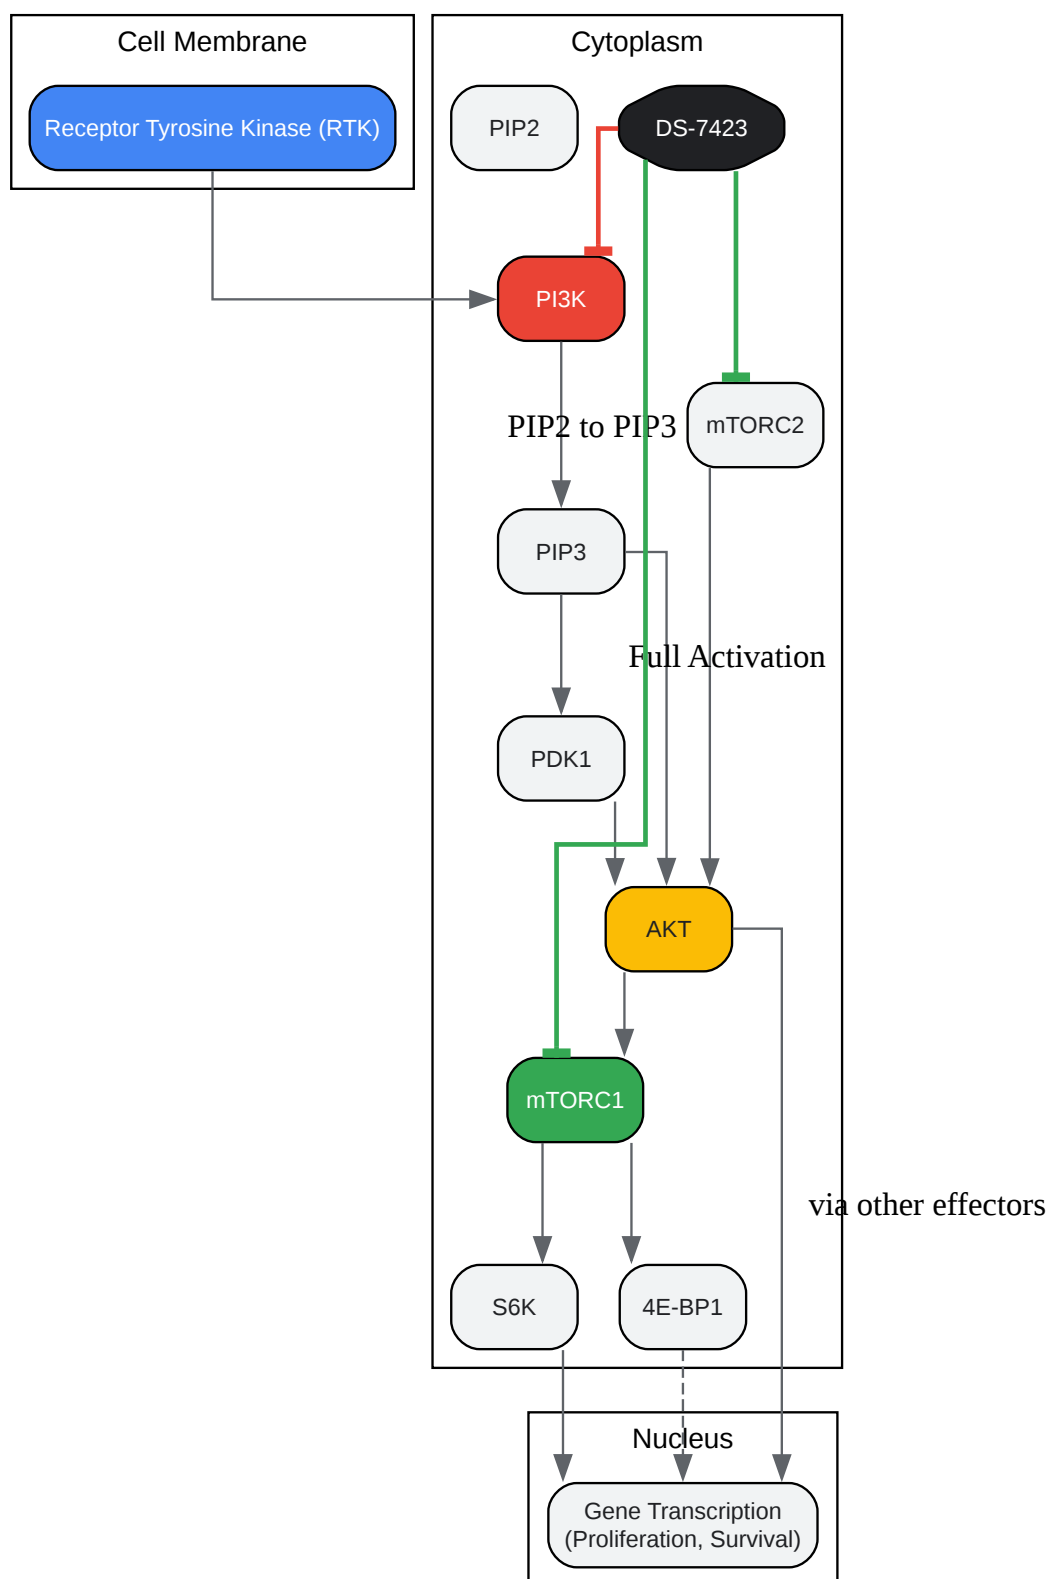 Cell Membrane
Cytoplasm
Receptor Tyrosine Kinase (RTK)
PIP2
DS-7423
PI3K
PIP2 to PIP3
mTORC2
PIP3
Full Activation
PDK1
AKT
mTORC1
via other effectors
S6K
4E-BP1
Nucleus
Gene Transcription
(Proliferation, Survival)